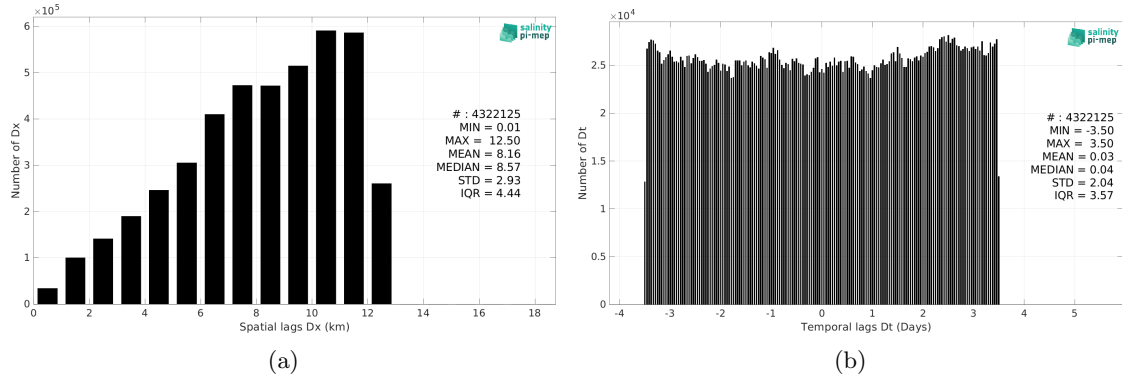 ×10⁵
6
5
4
3
2
1
0
Number of Dx
0 2 4 6 8 10 12 14 16 18
Spatial lags Dx (km)
salinity
pi-mep
# : 4322125
MIN = 0.01
MAX = 12.50
MEAN = 8.16
MEDIAN = 8.57
STD = 2.93
IQR = 4.44
(a)
×10⁴
2.5
2
1.5
1
0.5
0
Number of Dt
-4 -3 -2 -1 0 1 2 3 4 5
Temporal lags Dt (Days)
salinity
pi-mep
# : 4322125
MIN = -3.50
MAX = 3.50
MEAN = 0.03
MEDIAN = 0.04
STD = 2.04
IQR = 3.57
(b)